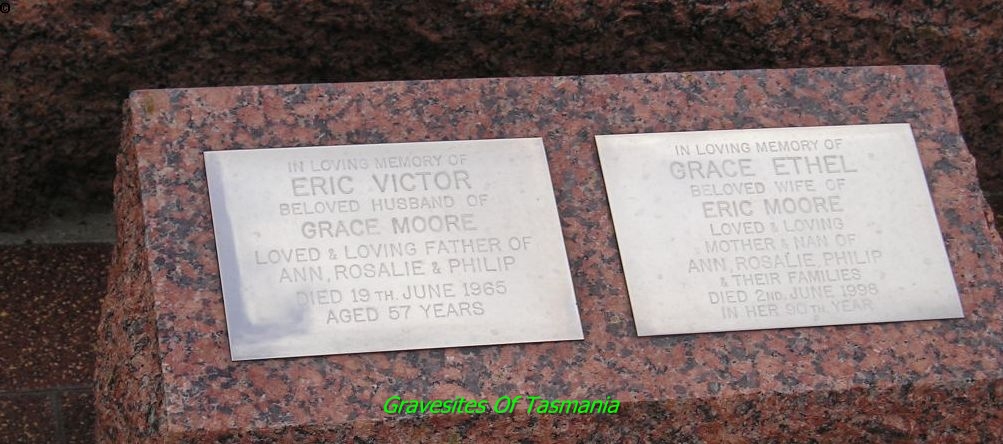 IN LOVING MEMORY OF
ERIC VICTOR
BELOVED HUSBAND OF
GRACE MOORE
LOVED & LOVING FATHER OF
ANN, ROSALIE & PHILIP
DIED 19TH. JUNE 1965
AGED 57 YEARS
IN LOVING MEMORY OF
GRACE ETHEL
BELOVED WIFE OF
ERIC MOORE
LOVED & LOVING
MOTHER & NAN OF
ANN, ROSALIE, PHILIP
& THEIR FAMILIES
DIED 2ND. JUNE 1998
IN HER 90TH. YEAR
Gravesites Of Tasmania